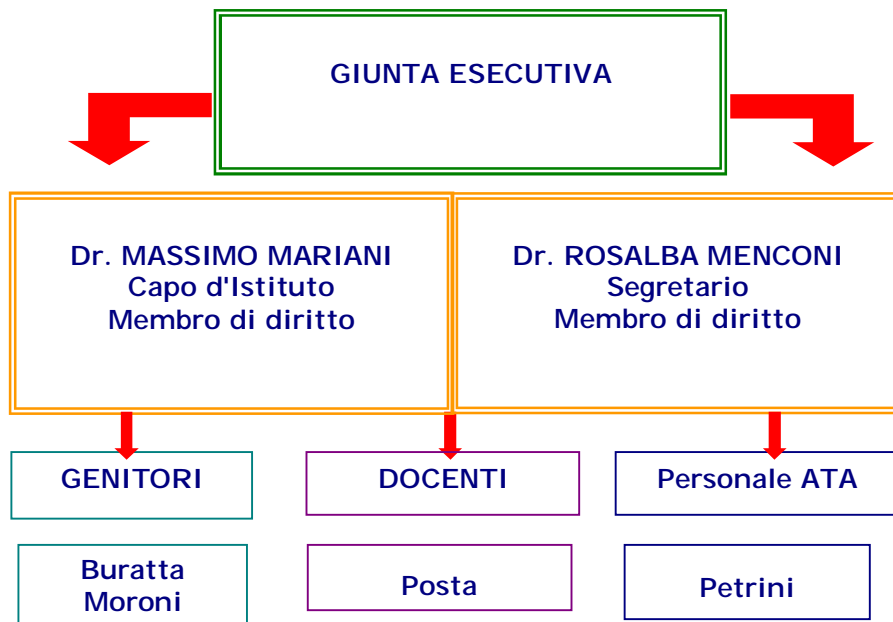 GIUNTA ESECUTIVA
Dr. MASSIMO MARIANI
Capo d'Istituto
Membro di diritto
Dr. ROSALBA MENCONI
Segretario
Membro di diritto
GENITORI
DOCENTI
Personale ATA
Buratta
Moroni
Posta
Petrini